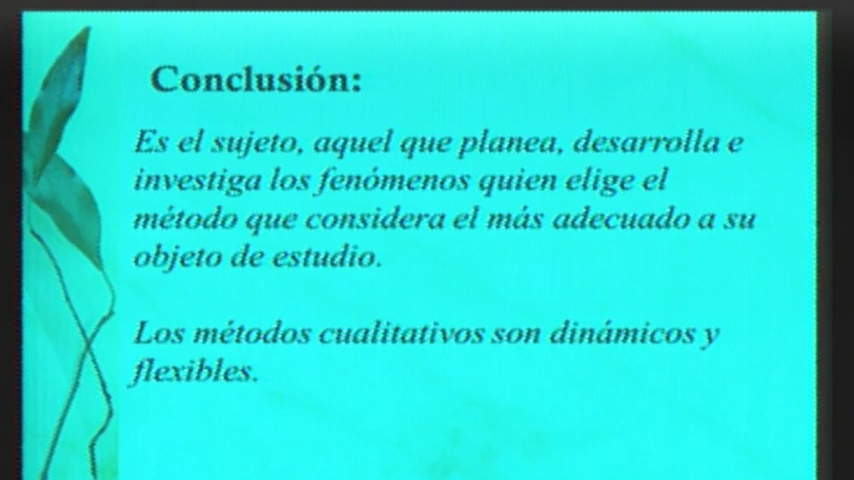 Conclusión:
Es el sujeto, aquel que planea, desarrolla e
investiga los fenómenos quien elige el
método que considera el más adecuado a su
objeto de estudio.
Los métodos cualitativos son dinámicos y
flexibles.